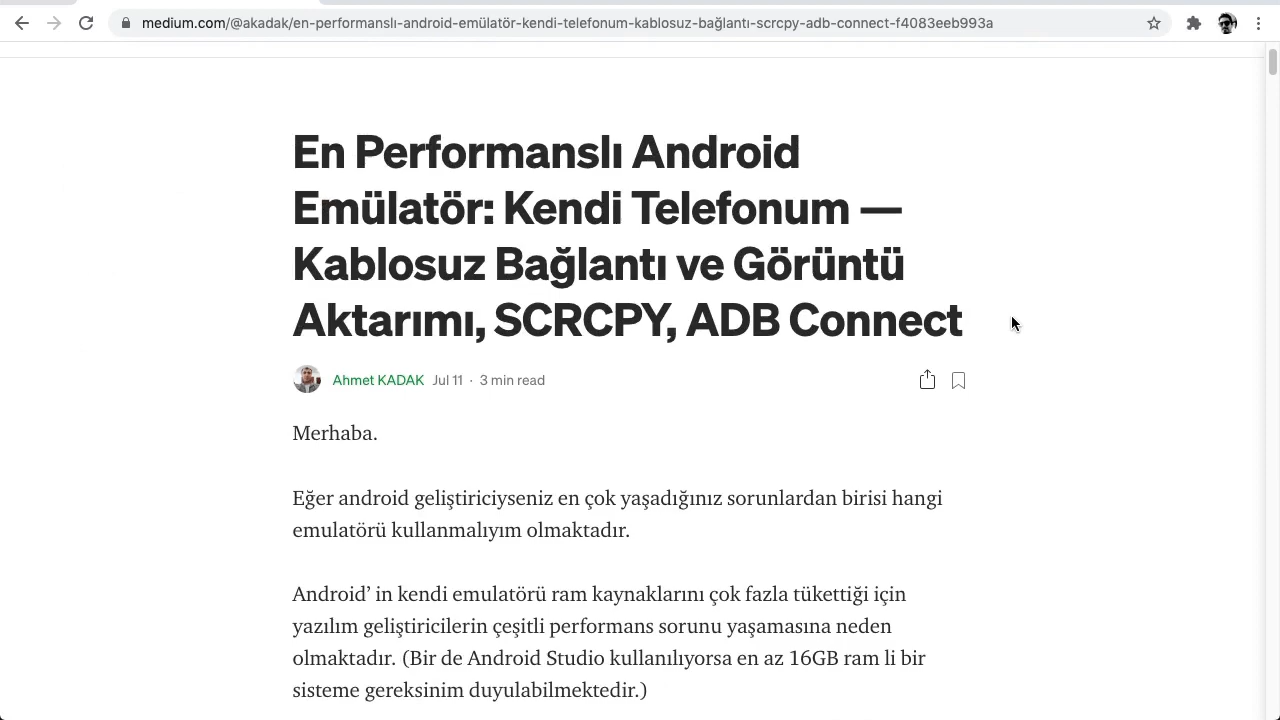 medium.com/@akadak/en-performanslı-android-emülatör-kendi-telefonum-kablosuz-bağlantı-scrcpy-adb-connect-f4083eeb993a
En Performanslı Android
Emülatör: Kendi Telefonum —
Kablosuz Bağlantı ve Görüntü
Aktarımı, SCRCPY, ADB Connect
Ahmet KADAK Jul 11 · 3 min read
Merhaba.
Eğer android geliştiriciyseniz en çok yaşadığınız sorunlardan birisi hangi
emulatörü kullanmalıyım olmaktadır.
Android’ in kendi emulatörü ram kaynaklarını çok fazla tükettiği için
yazılım geliştiricilerin çeşitli performans sorunu yaşamasına neden
olmaktadır. (Bir de Android Studio kullanılıyorsa en az 16GB ram li bir
sisteme gereksinim duyulabilmektedir.)